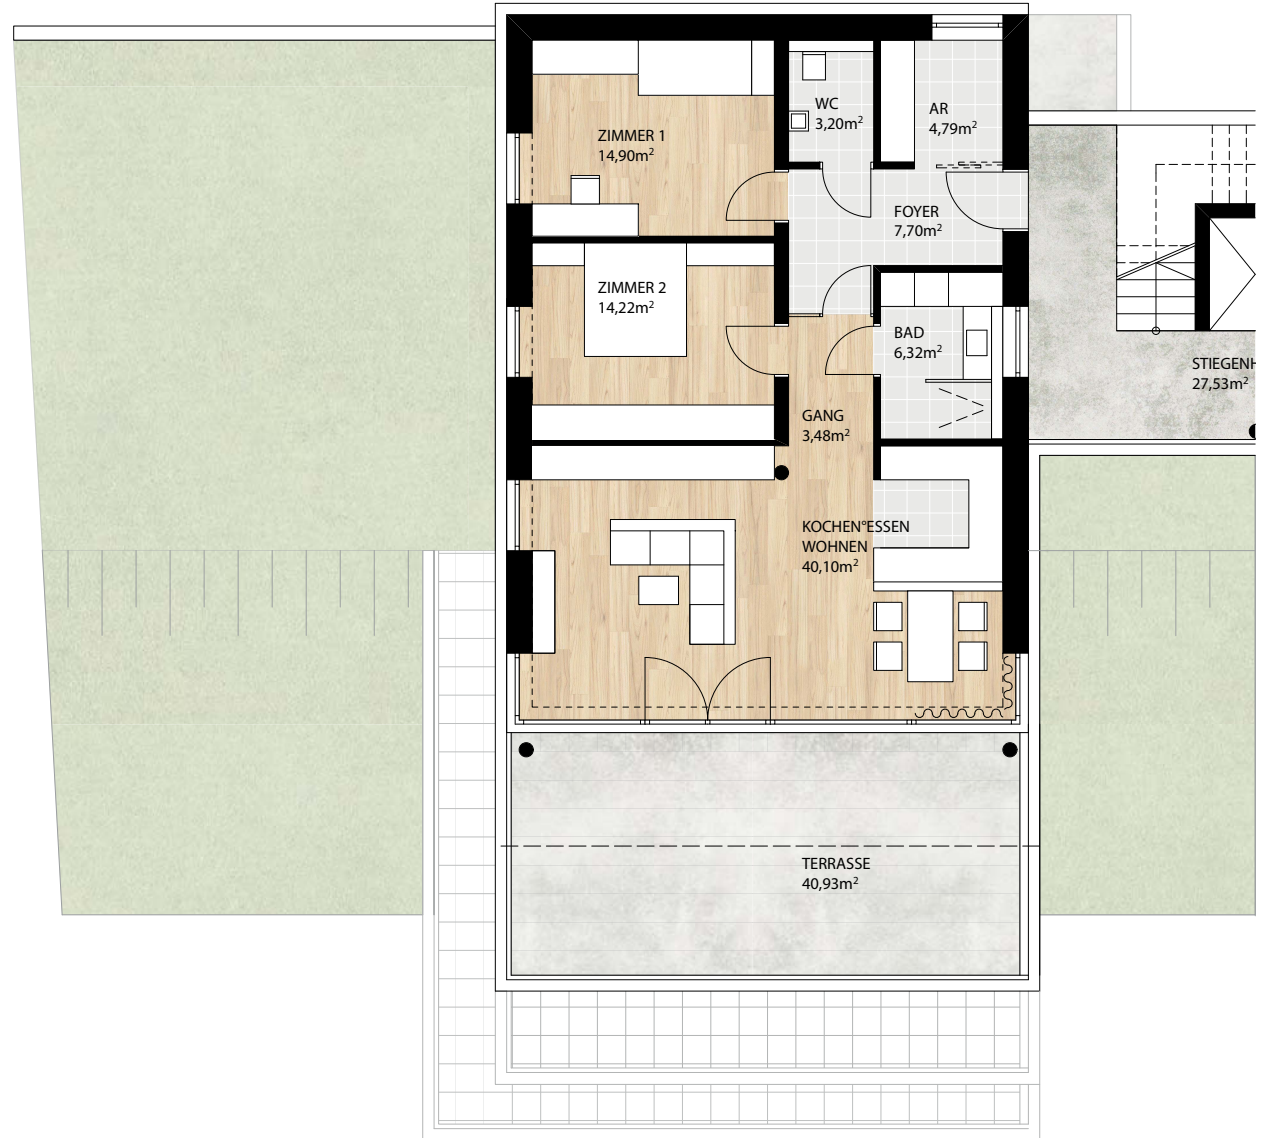 WC
3,20m²
AR
4,79m²
ZIMMER 1
14,90m²
FOYER
7,70m²
ZIMMER 2
14,22m²
BAD
6,32m²
STIEGENH
27,53m²
GANG
3,48m²
KOCHEN°ESSEN
WOHNEN
40,10m²
TERRASSE
40,93m²